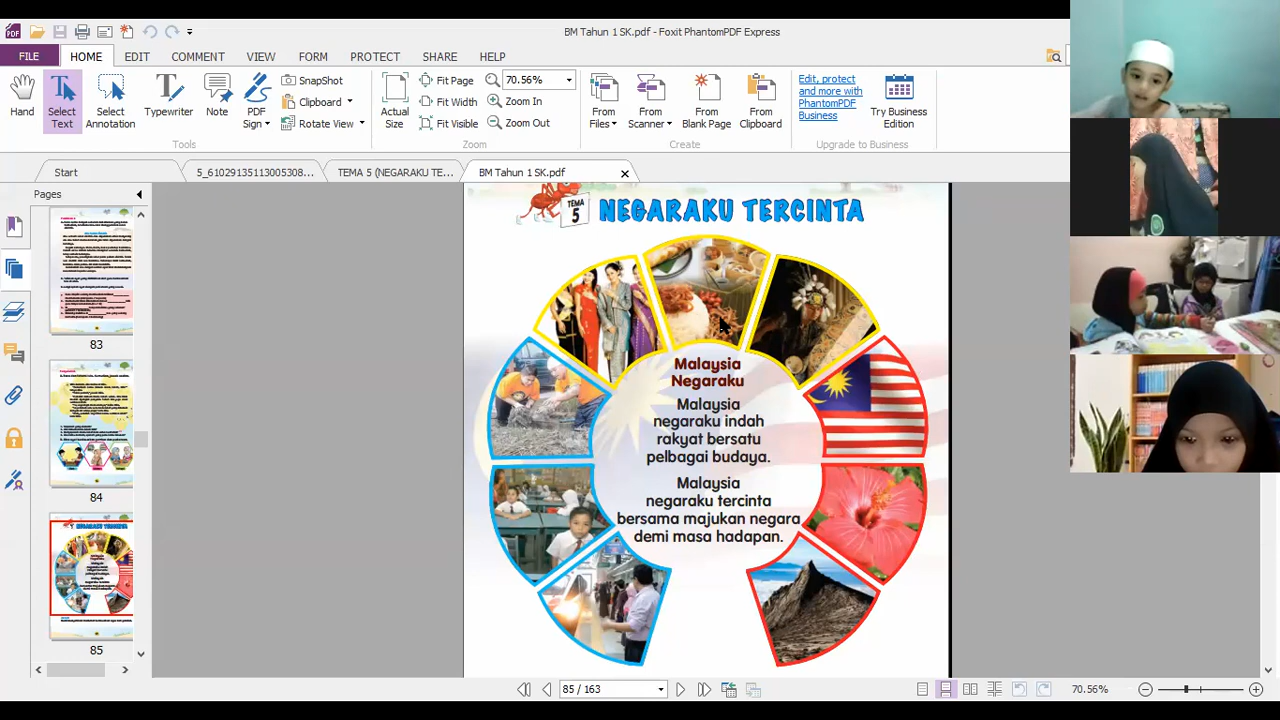 BM Tahun 1 SK.pdf - Foxit PhantomPDF Express
FILE HOME EDIT COMMENT VIEW FORM PROTECT SHARE HELP
Hand
Select Text
Select Annotation
Typewriter
Note
PDF Sign
SnapShot
Clipboard
Rotate View
Tools
Actual Size
Fit Page
Fit Width
Fit Visible
70.56%
Zoom In
Zoom Out
Zoom
From Files
From Scanner
From Blank Page
From Clipboard
Create
Edit, protect
and more with
PhantomPDF
Business
Try Business Edition
Upgrade to Business
Start
5_61029135113005308...
TEMA 5 (NEGARAKU TE...
BM Tahun 1 SK.pdf
Pages
83
84
NEGARAKU TERCINTA
85
TEMA 5
NEGARAKU TERCINTA
Malaysia
Negaraku
Malaysia
negaraku indah
rakyat bersatu
pelbagai budaya.
Malaysia
negaraku tercinta
bersama majukan negara
demi masa hadapan.
85 / 163
70.56%